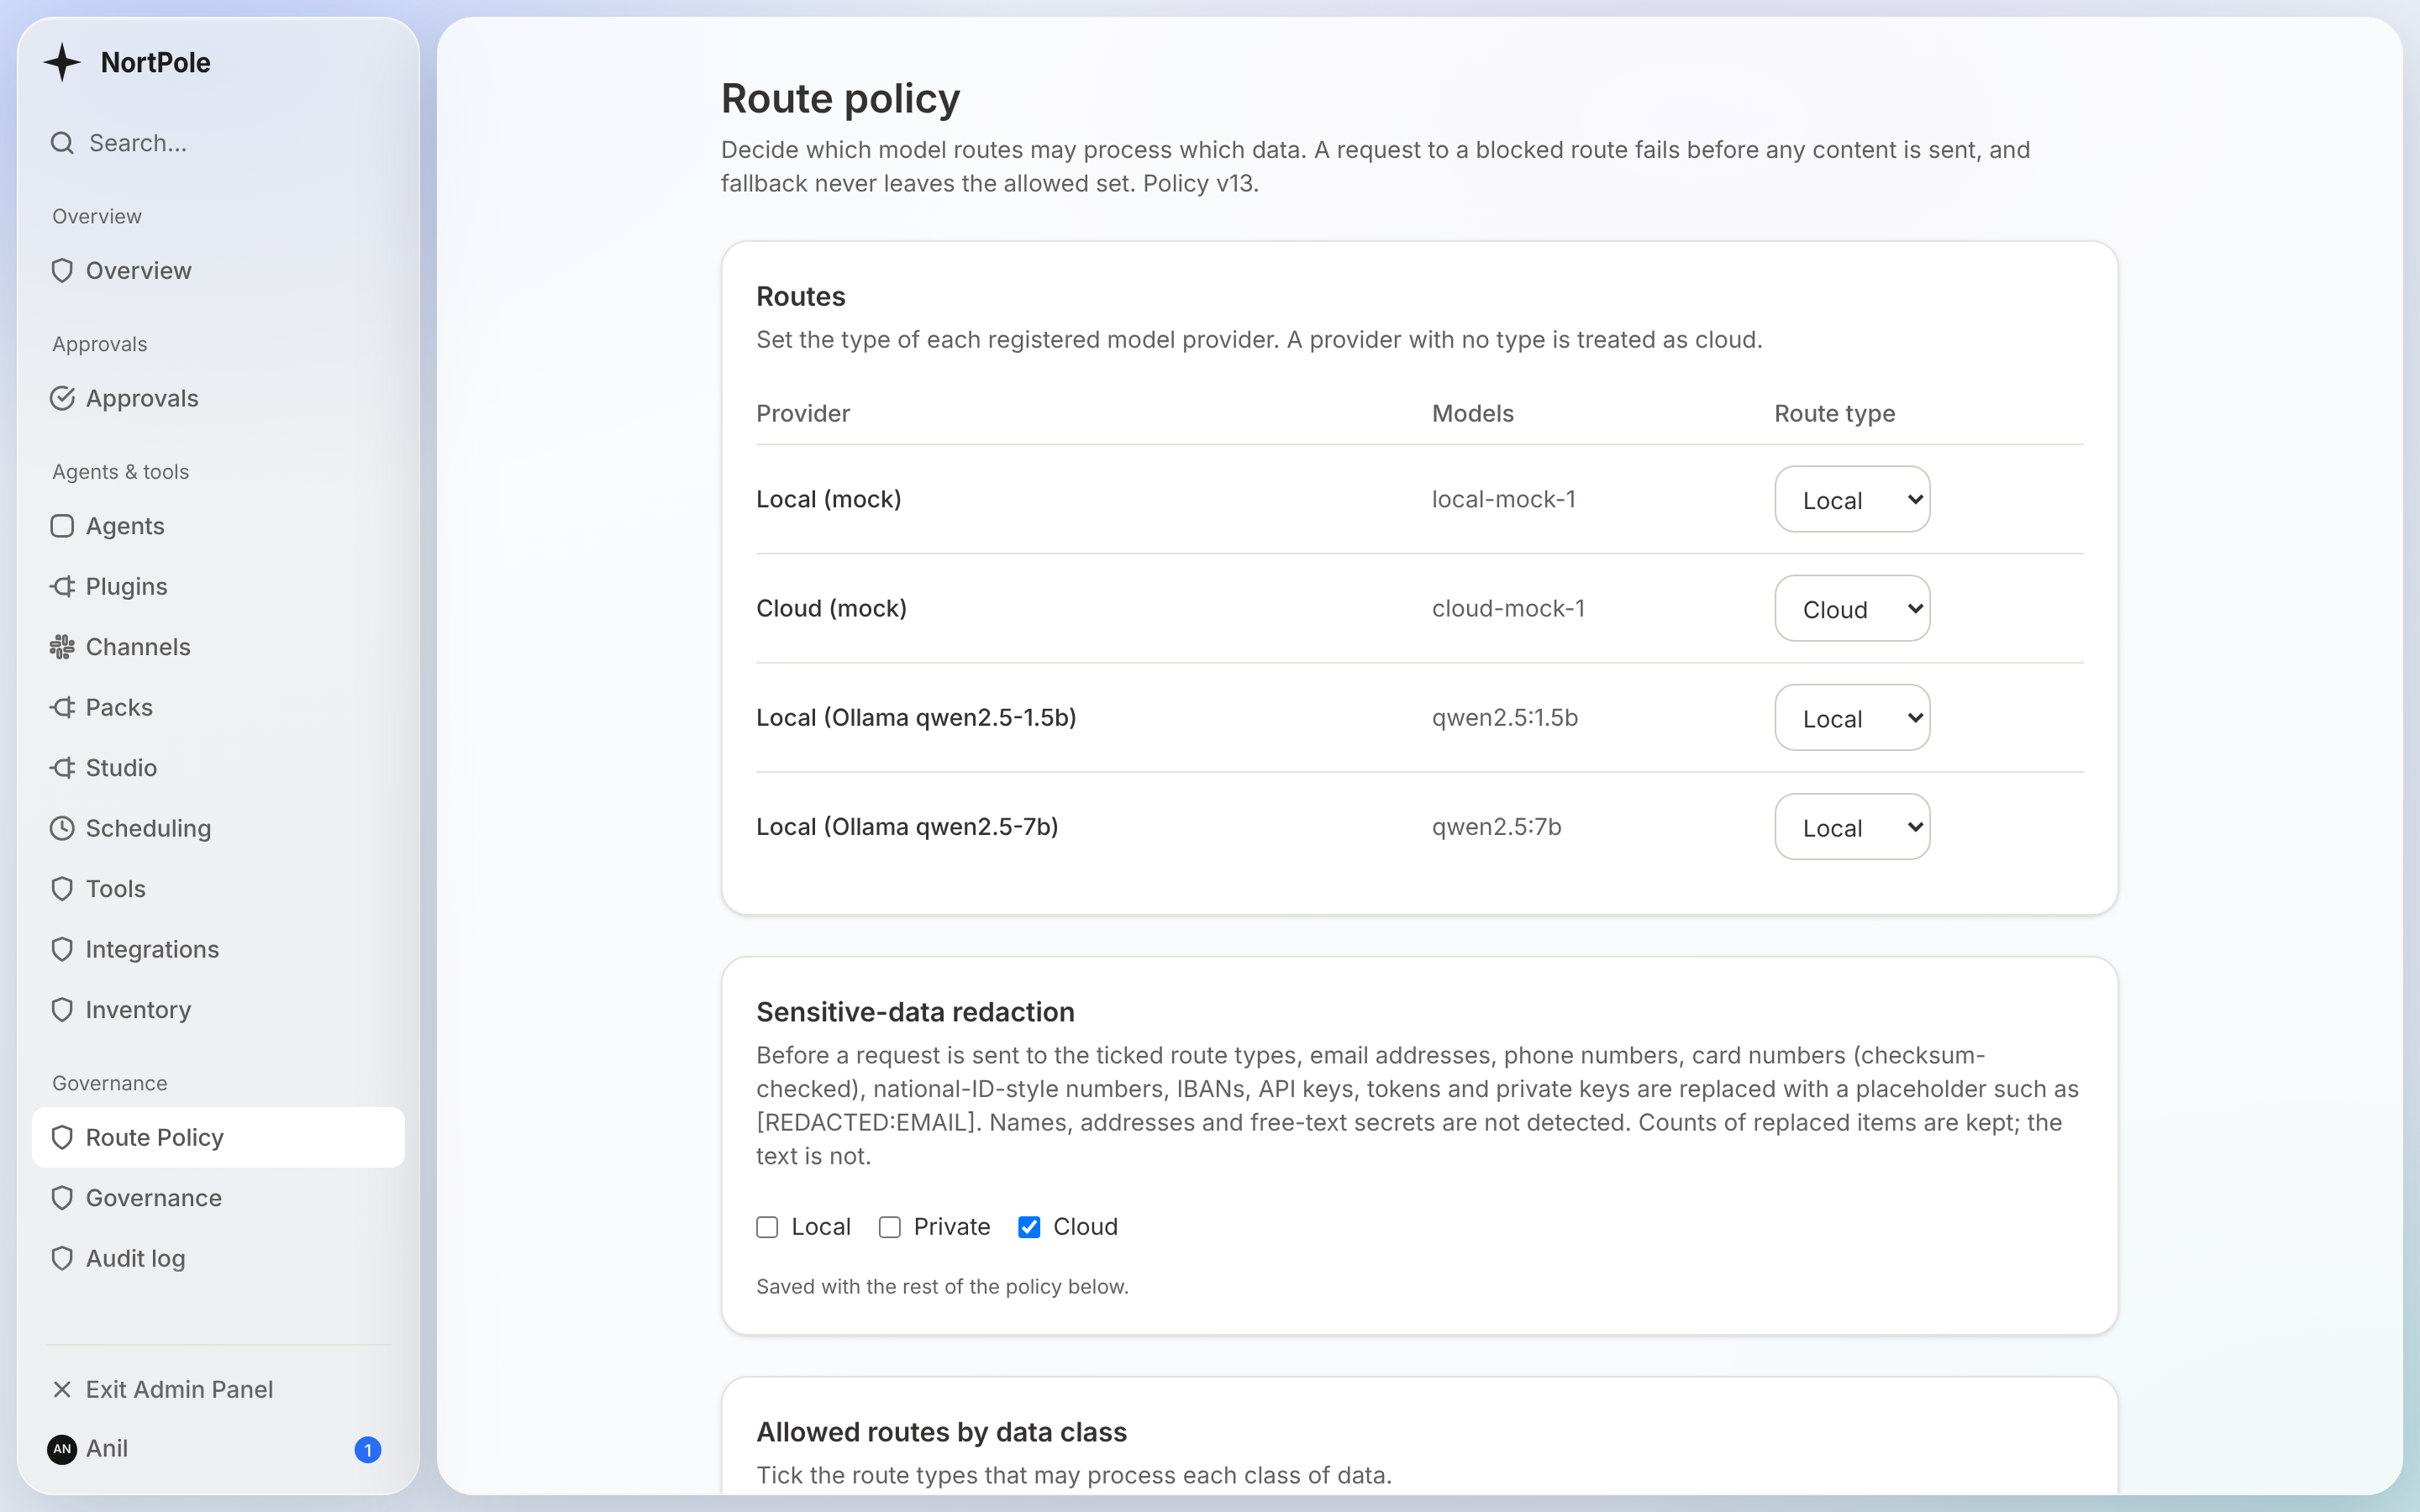 NortPole
Search...
Overview
Overview
Approvals
Approvals
Agents & tools
Agents
Plugins
Channels
Packs
Studio
Scheduling
Tools
Integrations
Inventory
Governance
Route Policy
Governance
Audit log
Exit Admin Panel
AN Anil 1
Route policy
Decide which model routes may process which data. A request to a blocked route fails before any content is sent, and
fallback never leaves the allowed set. Policy v13.
Routes
Set the type of each registered model provider. A provider with no type is treated as cloud.
Provider Models Route type
Local (mock) local-mock-1 Local
Cloud (mock) cloud-mock-1 Cloud
Local (Ollama qwen2.5-1.5b) qwen2.5:1.5b Local
Local (Ollama qwen2.5-7b) qwen2.5:7b Local
Sensitive-data redaction
Before a request is sent to the ticked route types, email addresses, phone numbers, card numbers (checksum-
checked), national-ID-style numbers, IBANs, API keys, tokens and private keys are replaced with a placeholder such as
[REDACTED:EMAIL]. Names, addresses and free-text secrets are not detected. Counts of replaced items are kept; the
text is not.
Local Private Cloud
Saved with the rest of the policy below.
Allowed routes by data class
Tick the route types that may process each class of data.